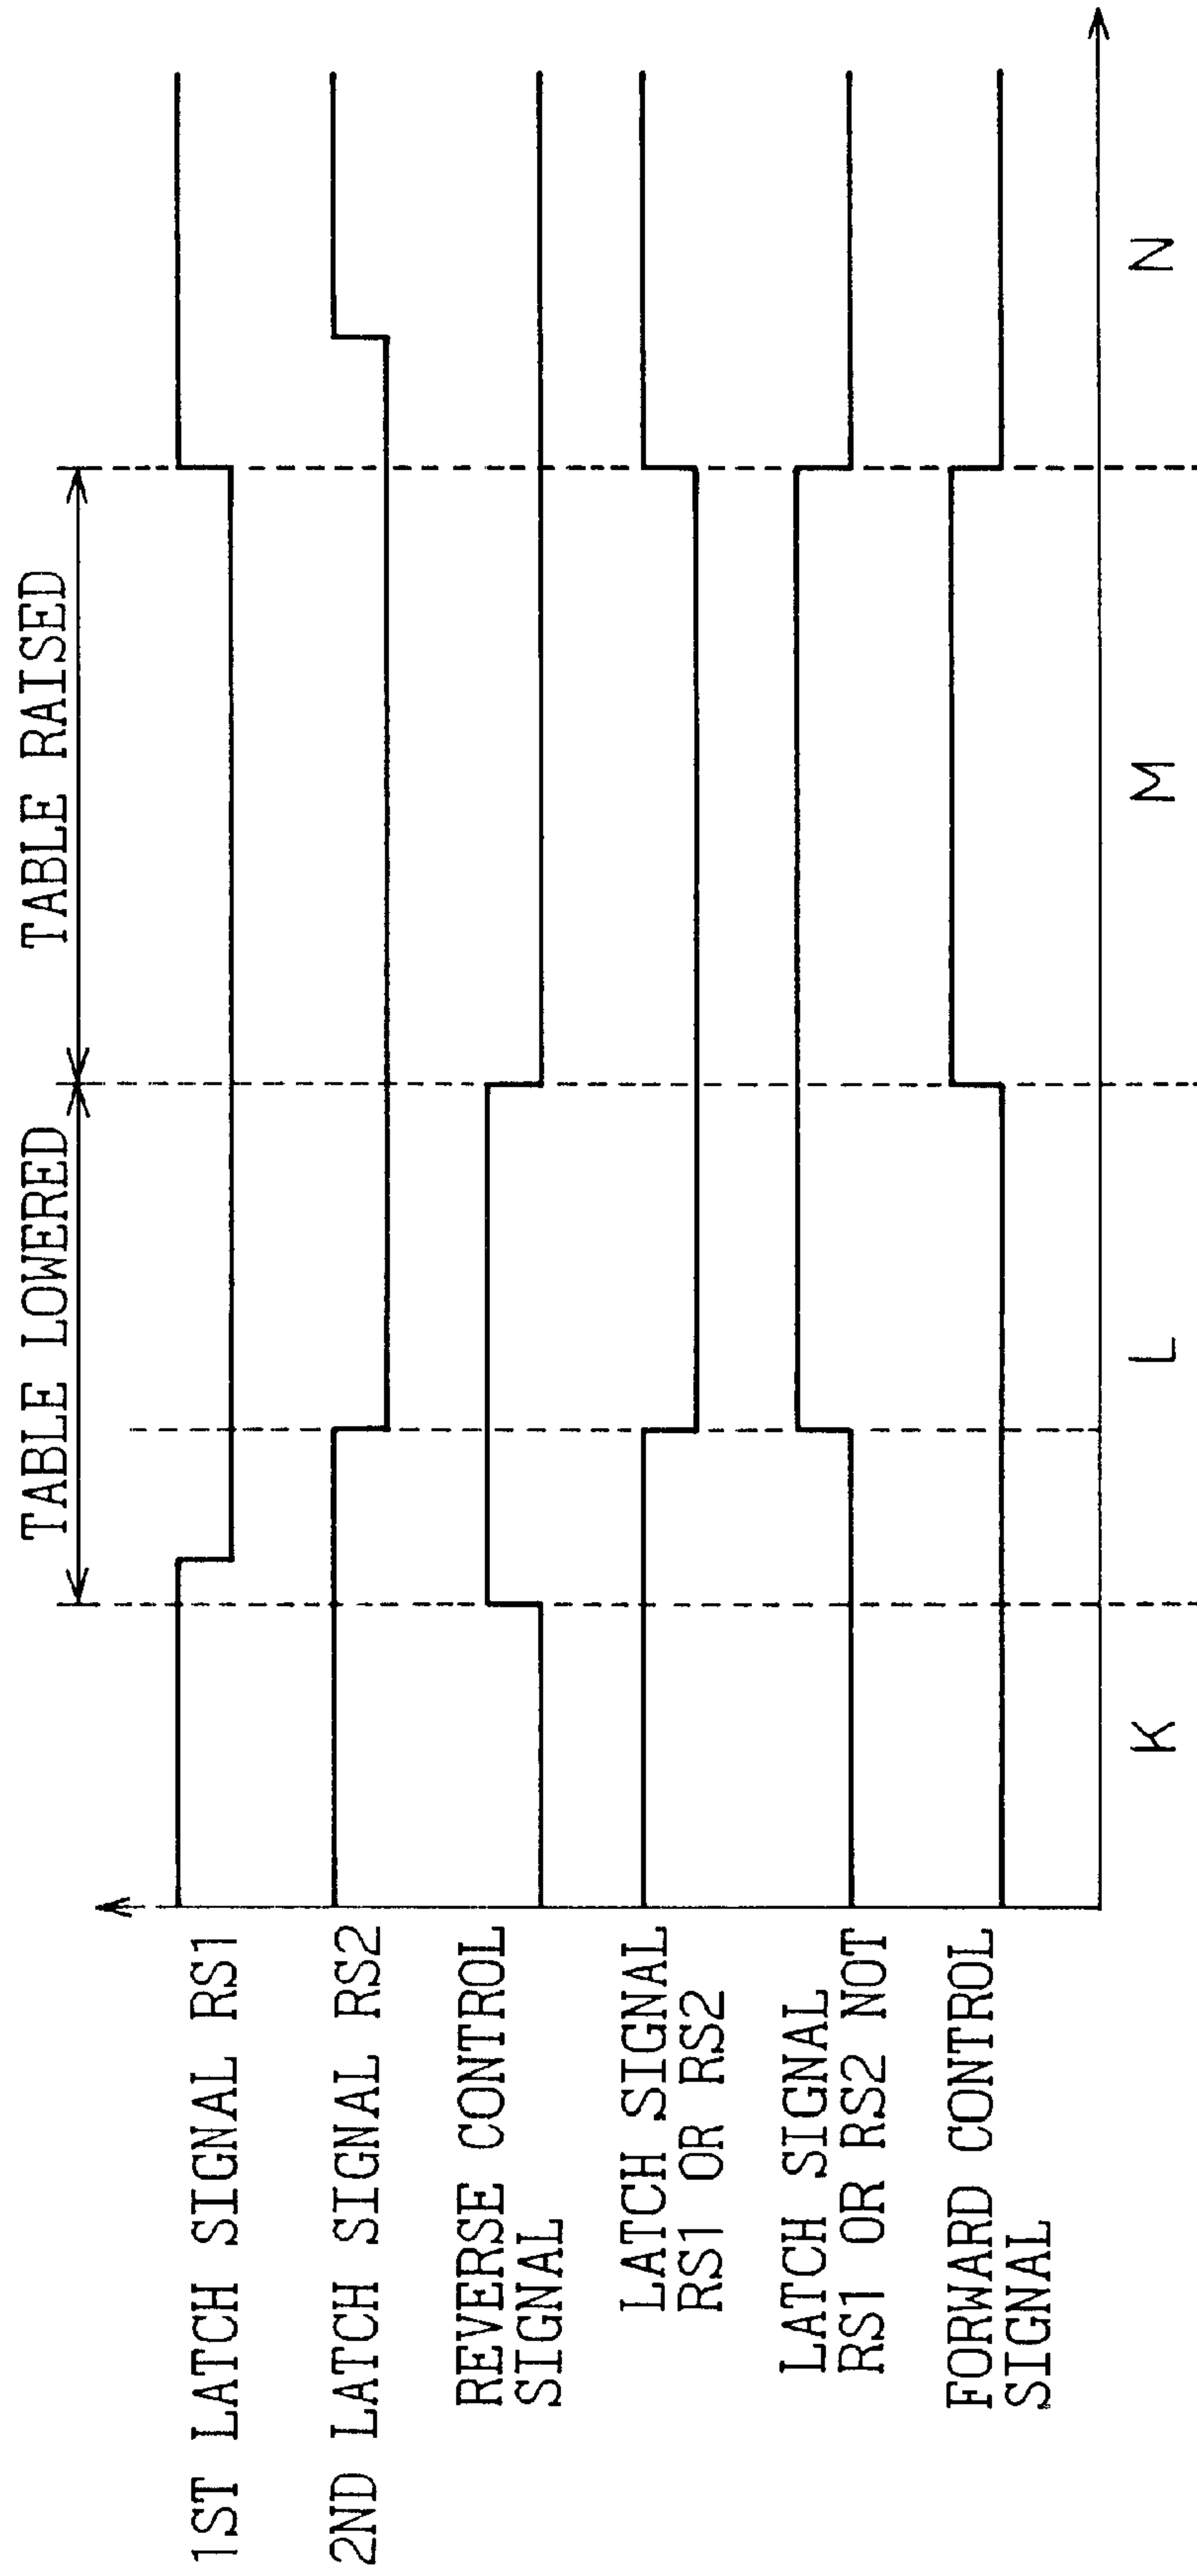 TABLE LOWERED
TABLE RAISED
1ST LATCH SIGNAL RS1
2ND LATCH SIGNAL RS2
REVERSE CONTROL
SIGNAL
LATCH SIGNAL
RS1 OR RS2
LATCH SIGNAL
RS1 OR RS2 NOT
FORWARD CONTROL
SIGNAL
K
L
M
N